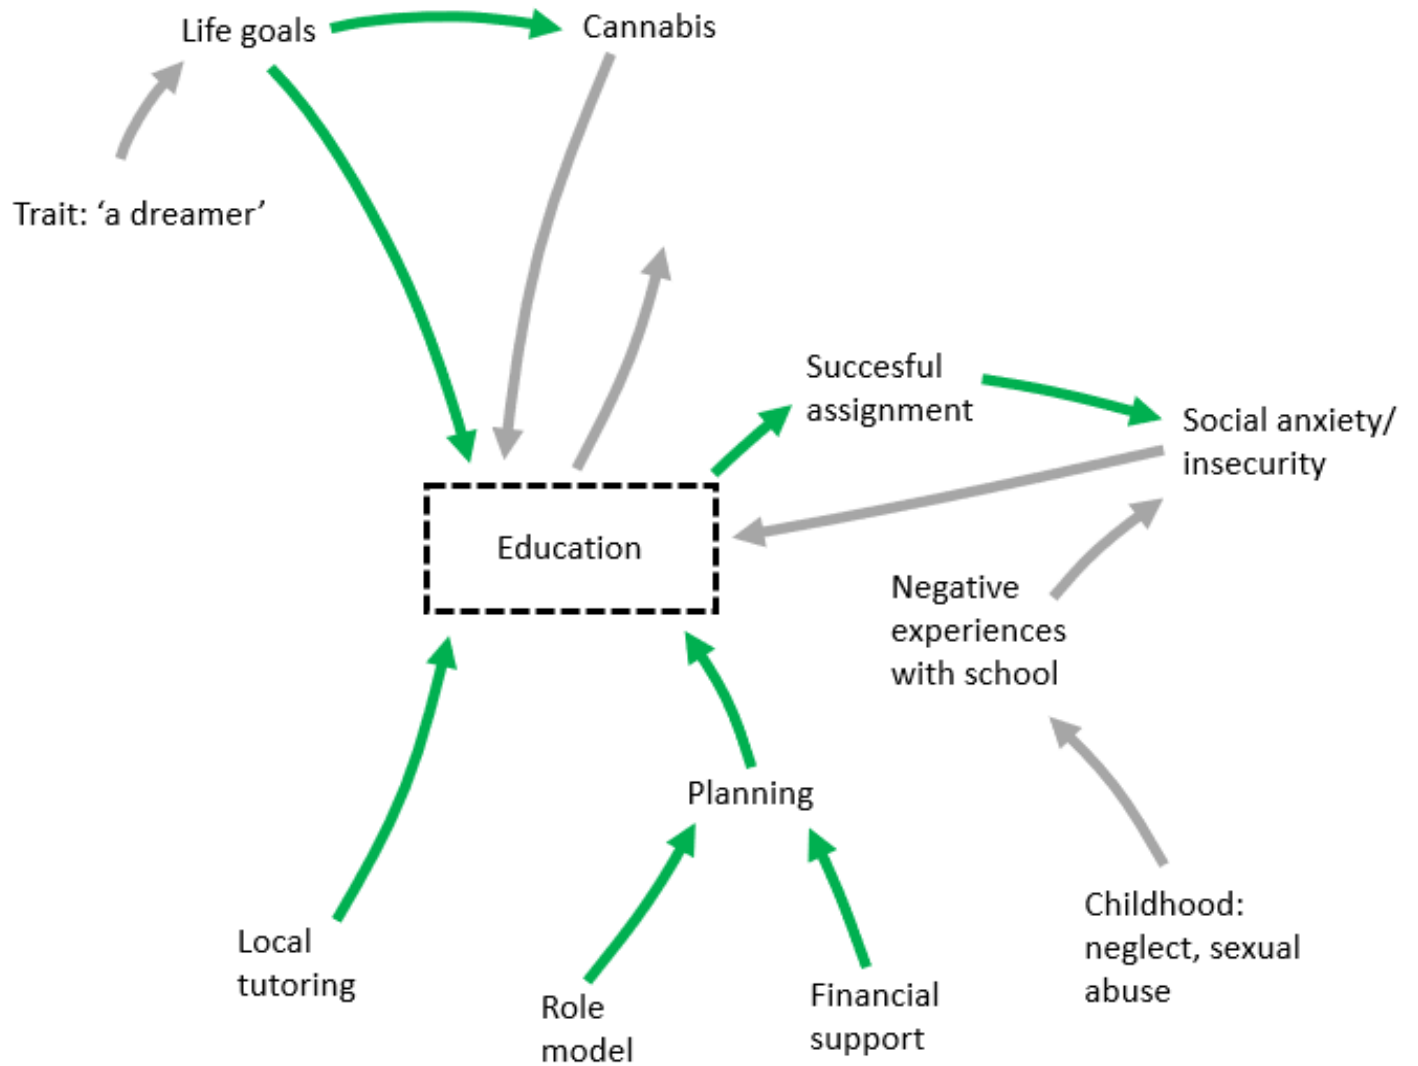 Life goals
Cannabis
Trait: ‘a dreamer’
Succesful
assignment
Social anxiety/
insecurity
Education
Negative
experiences
with school
Planning
Childhood:
neglect, sexual
abuse
Local
tutoring
Role
model
Financial
support